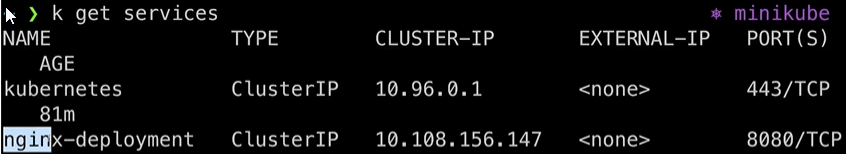 ~ ❯ k get services ⎈ minikube
NAME TYPE CLUSTER-IP EXTERNAL-IP PORT(S)
AGE
kubernetes ClusterIP 10.96.0.1 <none> 443/TCP
81m
nginx-deployment ClusterIP 10.108.156.147 <none> 8080/TCP